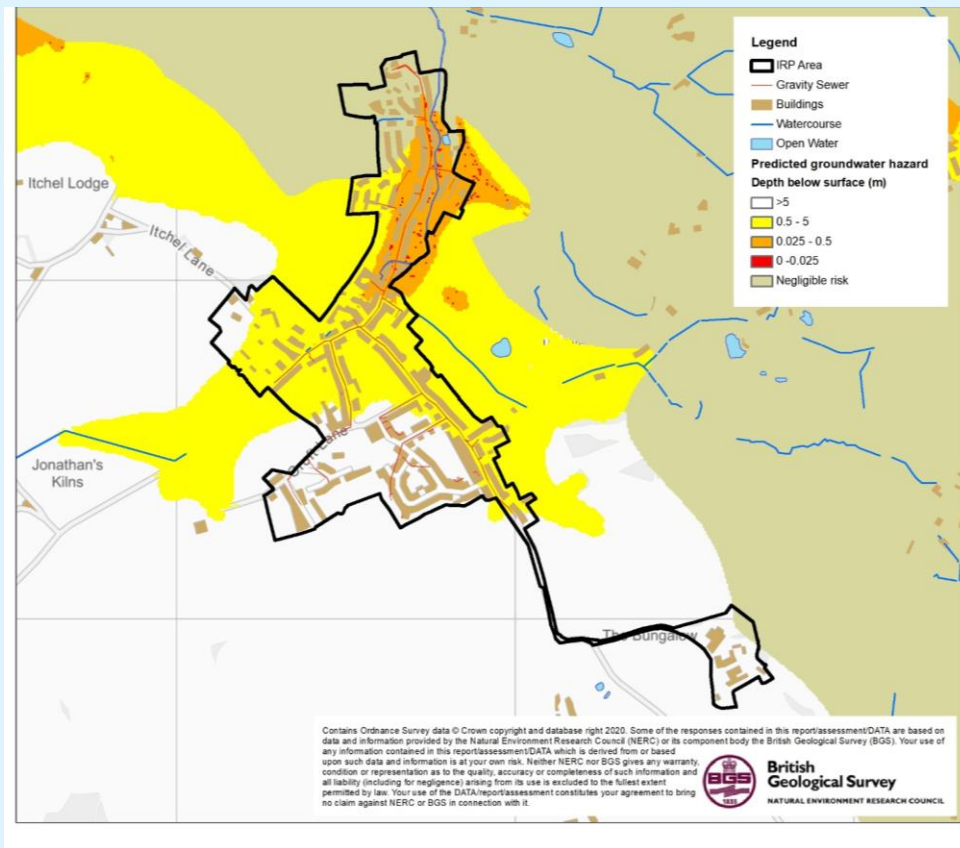 Legend
IRP Area
Gravity Sewer
Buildings
Watercourse
Open Water
Predicted groundwater hazard
Depth below surface (m)
>5
0.5 - 5
0.025 - 0.5
0 -0.025
Negligible risk
Itchel Lodge
Itchel Lane
Jonathan's
Kilns
Lane
The Bungalow
Contains Ordnance Survey data © Crown copyright and database right 2020. Some of the responses contained in this report/assessment/DATA are based on
data and information provided by the Natural Environment Research Council (NERC) or its component body the British Geological Survey (BGS). Your use of
any information contained in this report/assessment/DATA which is derived from or based
upon such data and information is at your own risk. Neither NERC nor BGS gives any warranty,
condition or representation as to the quality, accuracy or completeness of such information and
all liability (including for negligence) arising from its use is excluded to the fullest extent
permitted by law. Your use of the DATA/report/assessment constitutes your agreement to bring
no claim against NERC or BGS in connection with it.
BGS
1835
British
Geological Survey
NATURAL ENVIRONMENT RESEARCH COUNCIL